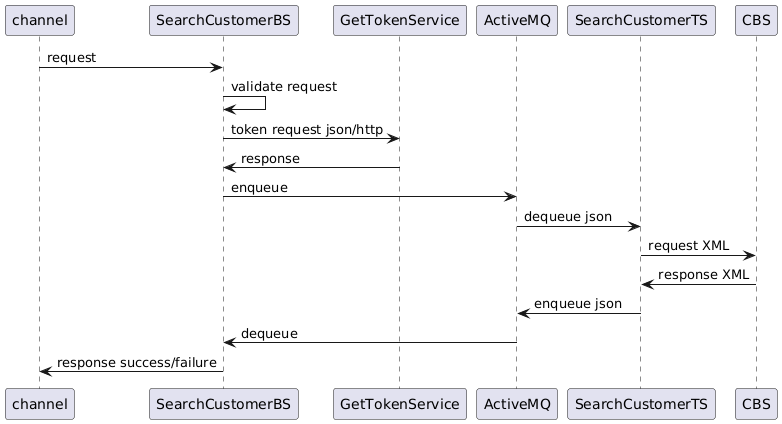 channel SearchCustomerBS GetTokenService ActiveMQ SearchCustomerTS CBS
request
validate request
token request json/http
response
enqueue
dequeue json
request XML
response XML
enqueue json
dequeue
response success/failure
channel SearchCustomerBS GetTokenService ActiveMQ SearchCustomerTS CBS